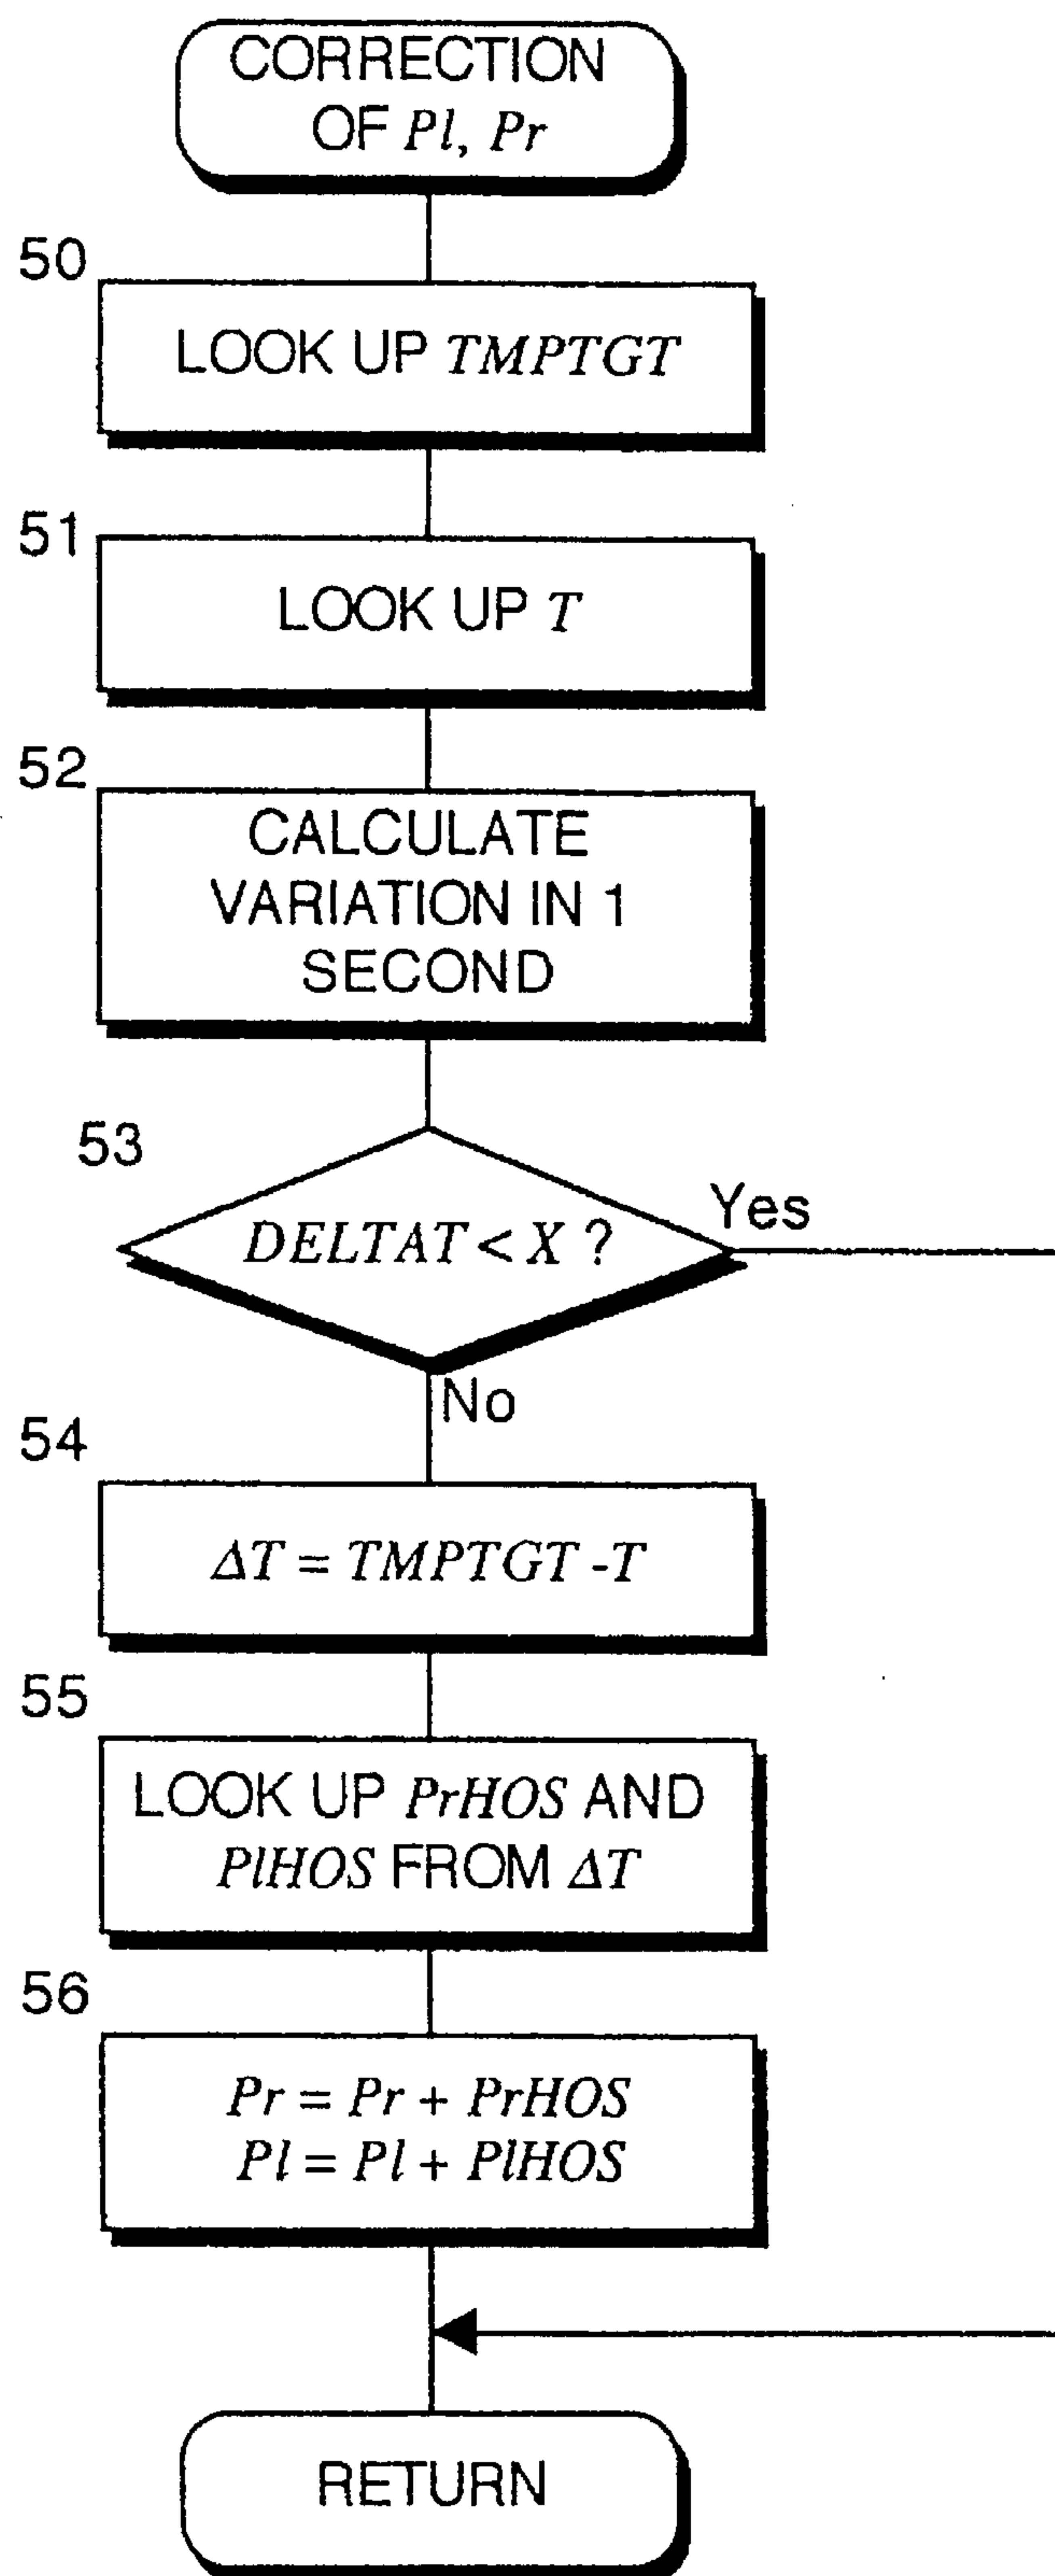 CORRECTION
OF Pl, Pr
50
LOOK UP TMPTGT
51
LOOK UP T
52
CALCULATE
VARIATION IN 1
SECOND
53
DELTAT < X ?
Yes
No
54
ΔT = TMPTGT -T
55
LOOK UP PrHOS AND
PlHOS FROM ΔT
56
Pr = Pr + PrHOS
Pl = Pl + PlHOS
RETURN